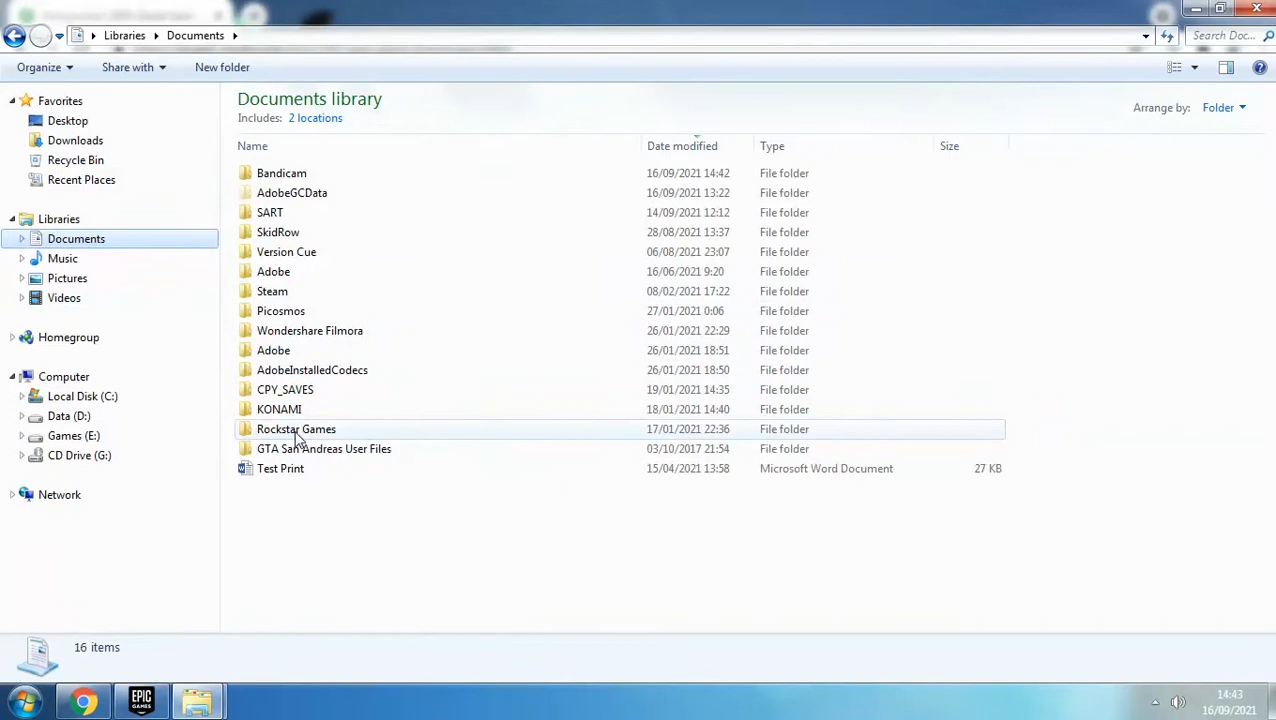 Libraries Documents Search Doc...
Organize Share with New folder
Favorites
Desktop
Downloads
Recycle Bin
Recent Places
Libraries
Documents
Music
Pictures
Videos
Homegroup
Computer
Local Disk (C:)
Data (D:)
Games (E:)
CD Drive (G:)
Network
Documents library
Includes: 2 locations
Arrange by: Folder
Name Date modified Type Size
Bandicam 16/09/2021 14:42 File folder
AdobeGCData 16/09/2021 13:22 File folder
SART 14/09/2021 12:12 File folder
SkidRow 28/08/2021 13:37 File folder
Version Cue 06/08/2021 23:07 File folder
Adobe 16/06/2021 9:20 File folder
Steam 08/02/2021 17:22 File folder
Picosmos 27/01/2021 0:06 File folder
Wondershare Filmora 26/01/2021 22:29 File folder
Adobe 26/01/2021 18:51 File folder
AdobeInstalledCodecs 26/01/2021 18:50 File folder
CPY_SAVES 19/01/2021 14:35 File folder
KONAMI 18/01/2021 14:40 File folder
Rockstar Games 17/01/2021 22:36 File folder
GTA San Andreas User Files 03/10/2017 21:54 File folder
Test Print 15/04/2021 13:58 Microsoft Word Document 27 KB
16 items
EPIC
GAMES
14:43
16/09/2021